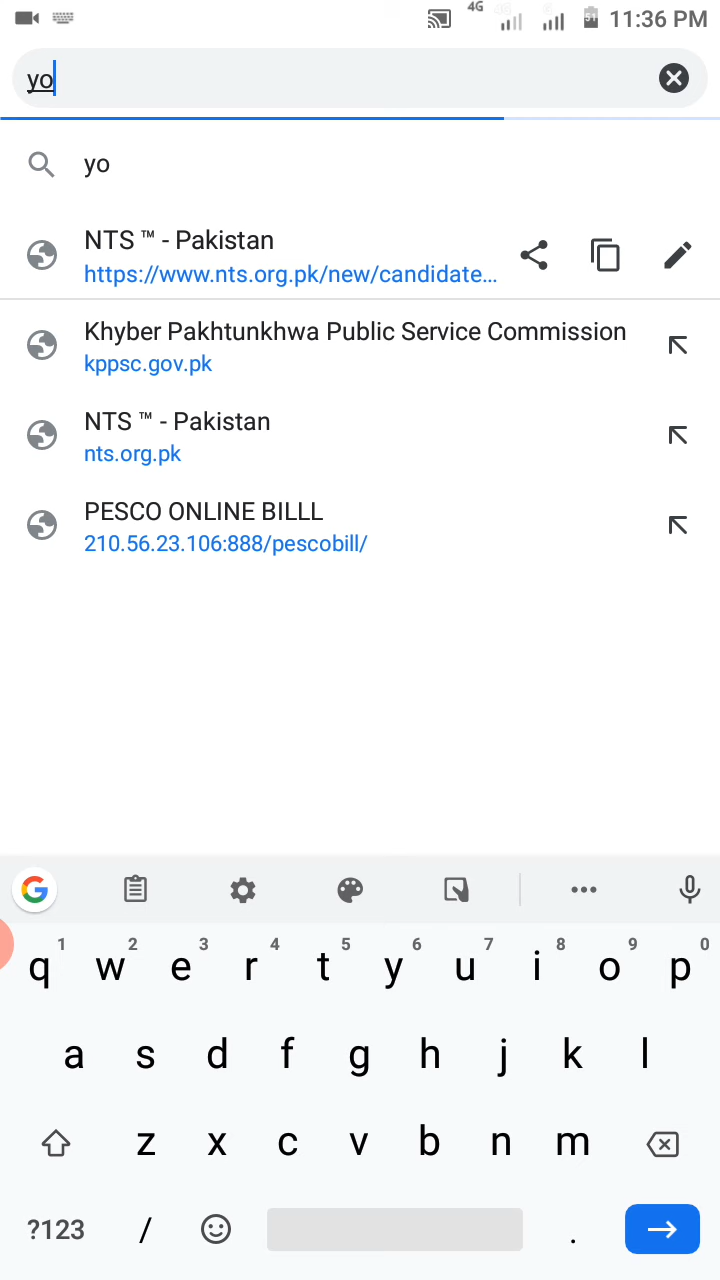 4G 51 11:36 PM
yo
yo
NTS ™ - Pakistan
https://www.nts.org.pk/new/candidate...
Khyber Pakhtunkhwa Public Service Commission
kppsc.gov.pk
NTS ™ - Pakistan
nts.org.pk
PESCO ONLINE BILLL
210.56.23.106:888/pescobill/
G
1 2 3 4 5 6 7 8 9 0
q w e r t y u i o p
a s d f g h j k l
z x c v b n m
?123 / .